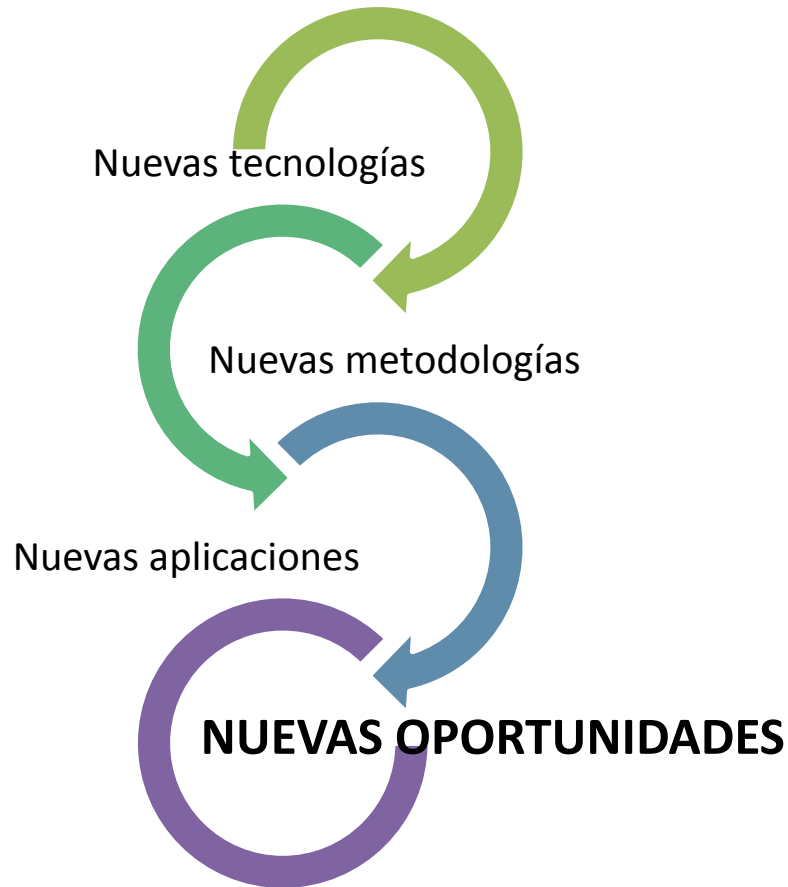 Nuevas tecnologías
Nuevas metodologías
Nuevas aplicaciones
NUEVAS OPORTUNIDADES